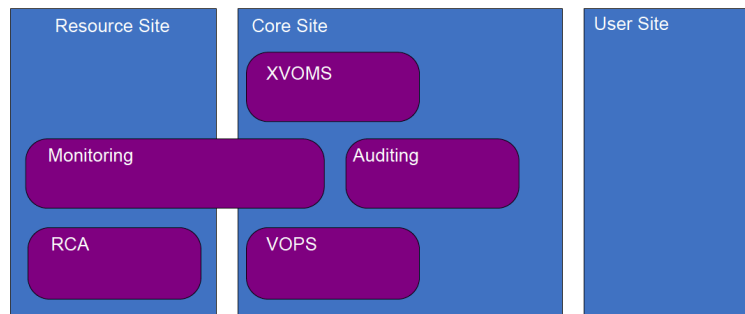 Resource Site
Core Site
User Site
XVOMS
Monitoring
Auditing
RCA
VOPS